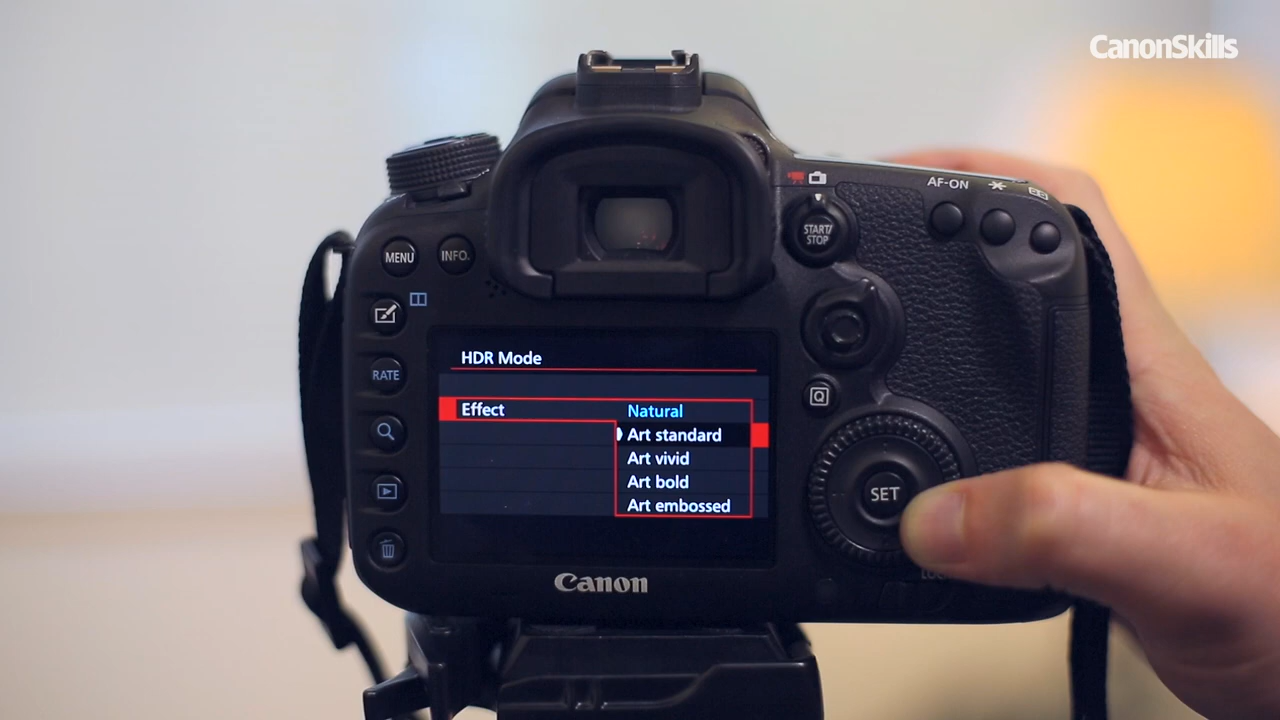 CanonSkills
AF-ON
MENU
INFO.
START/
STOP
RATE
HDR Mode
Effect
Natural
Art standard
Art vivid
Art bold
Art embossed
Q
SET
Canon